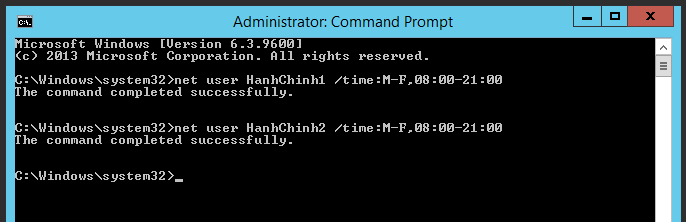 Administrator: Command Prompt
Microsoft Windows [Version 6.3.9600]
(c) 2013 Microsoft Corporation. All rights reserved.
C:\Windows\system32>net user HanhChinh1 /time:M-F,08:00-21:00
The command completed successfully.
C:\Windows\system32>net user HanhChinh2 /time:M-F,08:00-21:00
The command completed successfully.
C:\Windows\system32>_